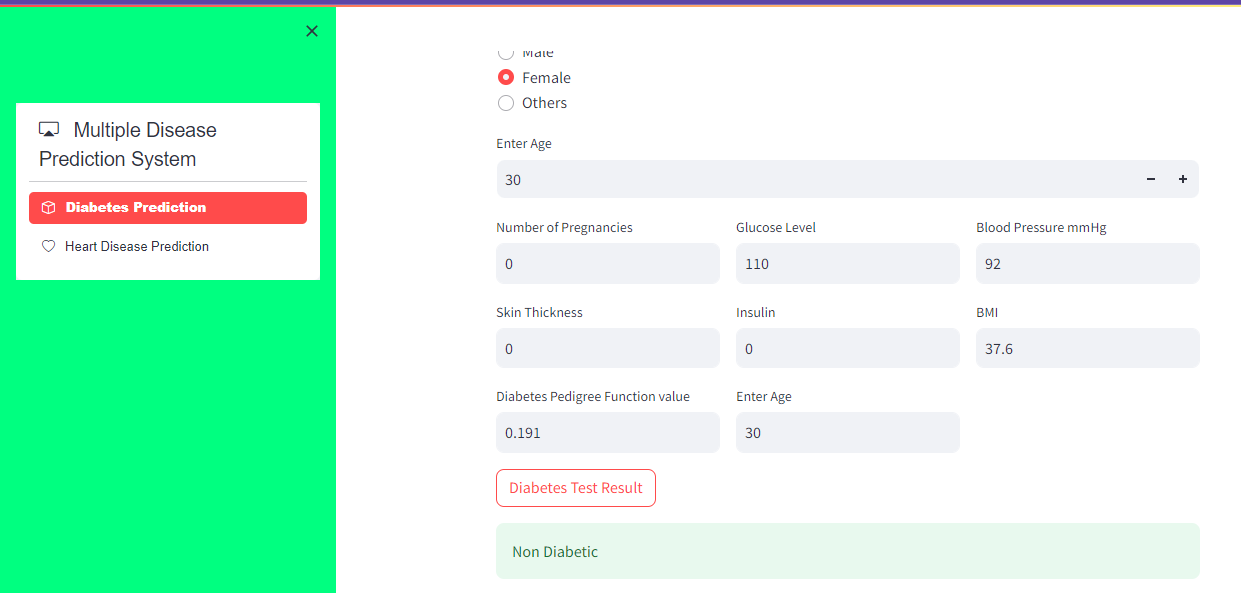 Multiple Disease
Prediction System
Diabetes Prediction
Heart Disease Prediction
Male
Female
Others
Enter Age
30
Number of Pregnancies Glucose Level Blood Pressure mmHg
0 110 92
Skin Thickness Insulin BMI
0 0 37.6
Diabetes Pedigree Function value Enter Age
0.191 30
Diabetes Test Result
Non Diabetic